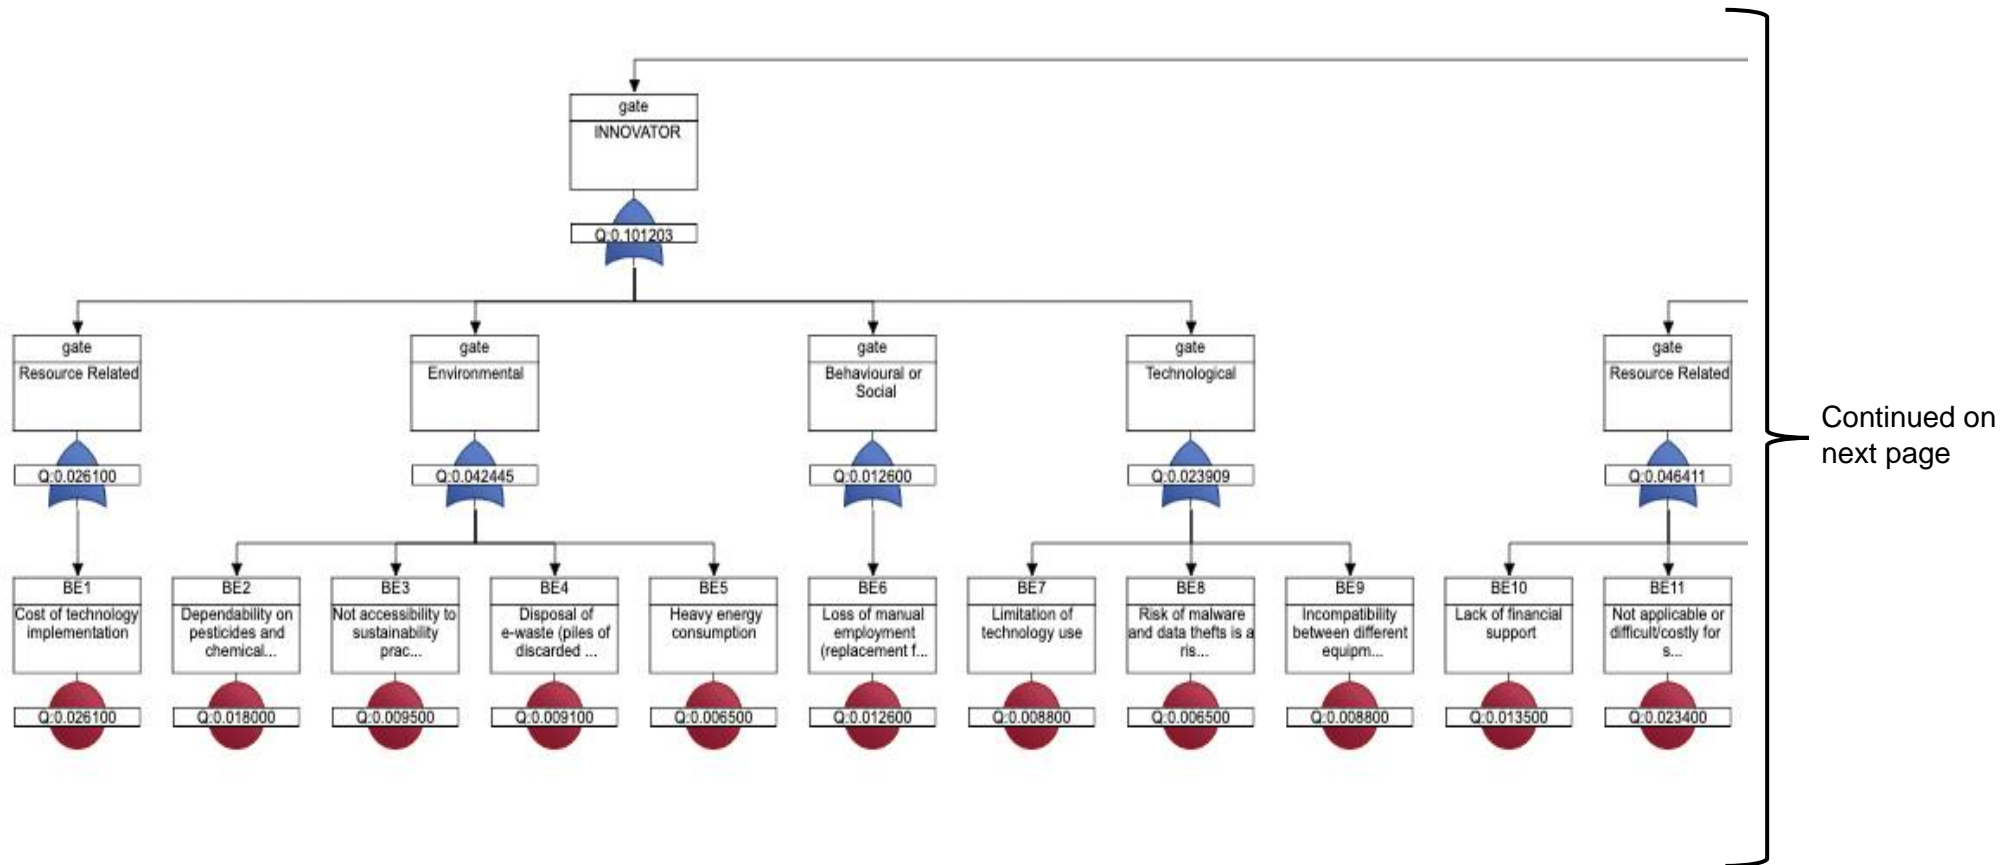 gate
INNOVATOR
Q:0.101203
gate
Resource Related
Q:0.026100
gate
Environmental
Q:0.042445
gate
Behavioural or
Social
Q:0.012600
gate
Technological
Q:0.023909
gate
Resource Related
Q:0.046411
Continued on
next page
BE1
Cost of technology
implementation
Q:0.026100
BE2
Dependability on
pesticides and
chemical...
Q:0.018000
BE3
Not accessibility to
sustainability
prac...
Q:0.009500
BE4
Disposal of
e-waste (piles of
discarded ...
Q:0.009100
BE5
Heavy energy
consumption
Q:0.006500
BE6
Loss of manual
employment
(replacement f...
Q:0.012600
BE7
Limitation of
technology use
Q:0.008800
BE8
Risk of malware
and data thefts is a
ris...
Q:0.006500
BE9
Incompatibility
between different
equipm...
Q:0.008800
BE10
Lack of financial
support
Q:0.013500
BE11
Not applicable or
difficult/costly for
s...
Q:0.023400